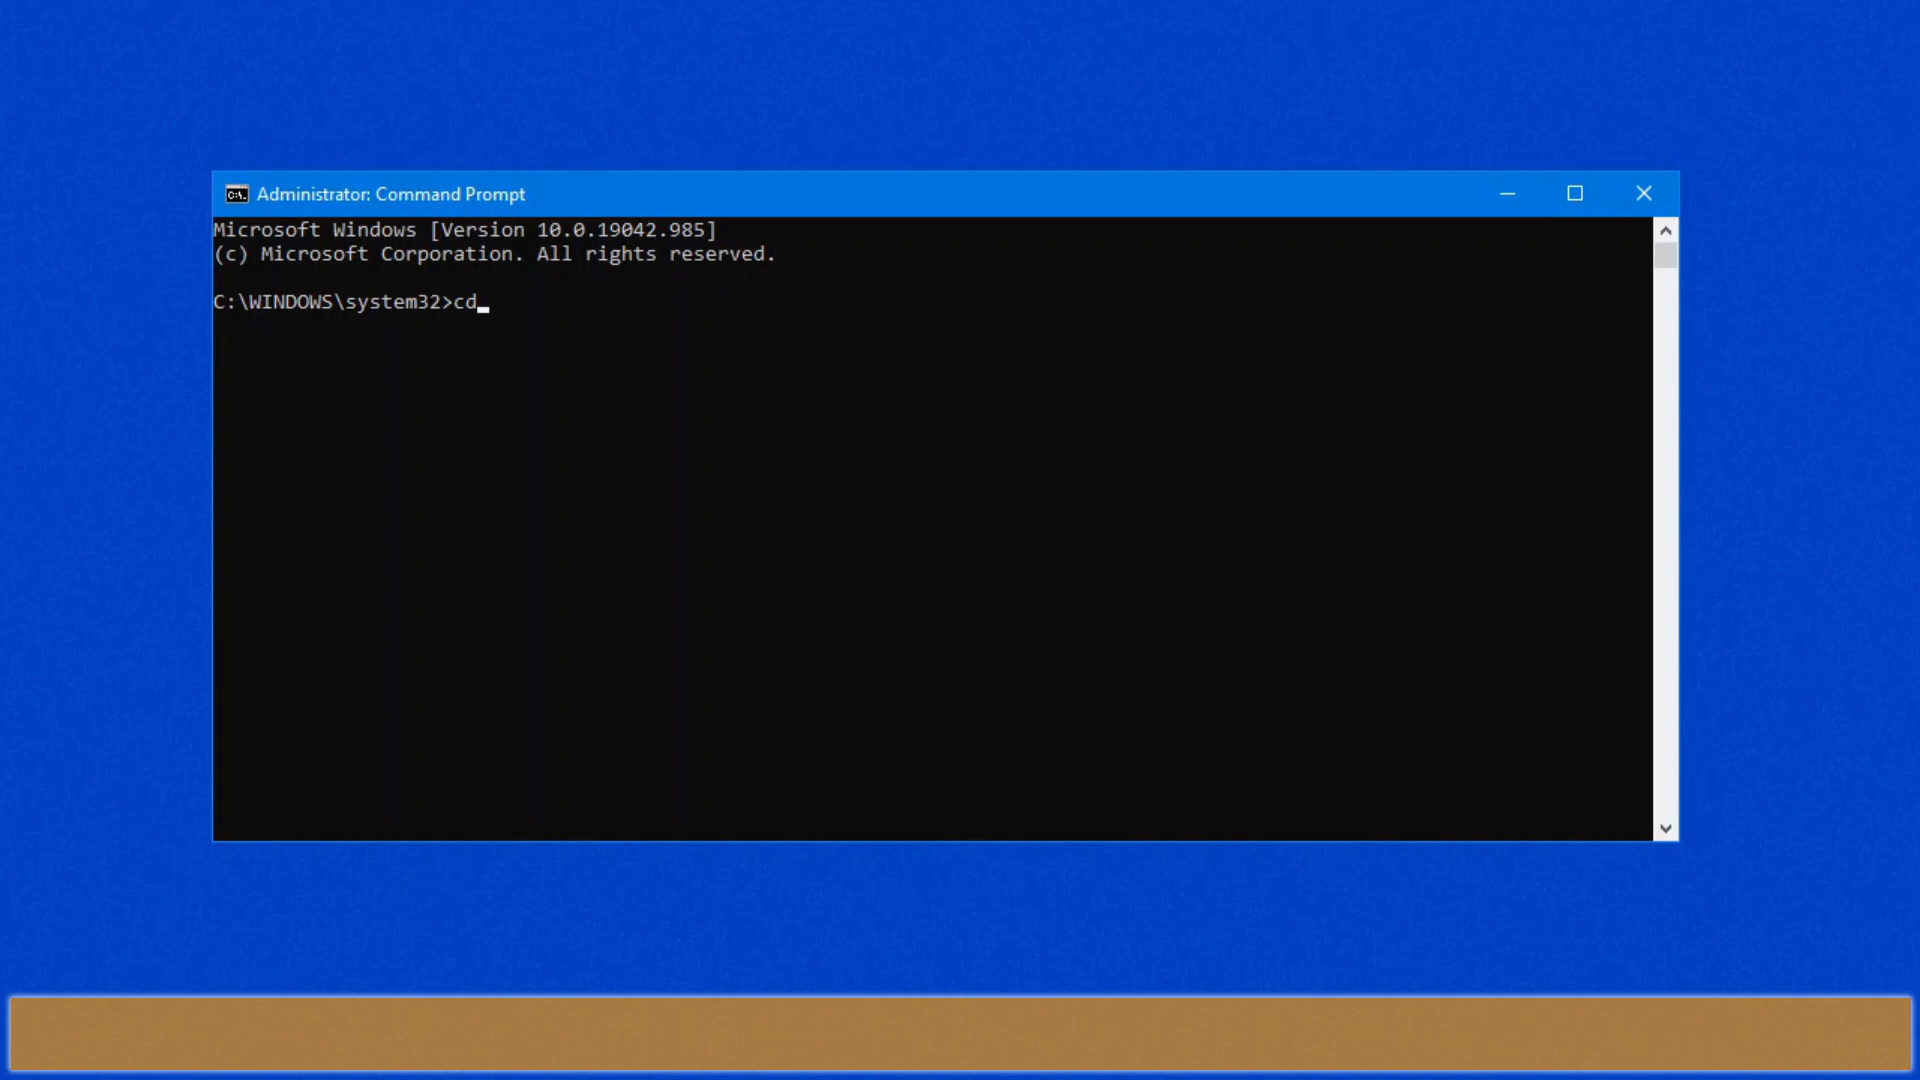 Administrator: Command Prompt
Microsoft Windows [Version 10.0.19042.985]
(c) Microsoft Corporation. All rights reserved.
C:\WINDOWS\system32>cd